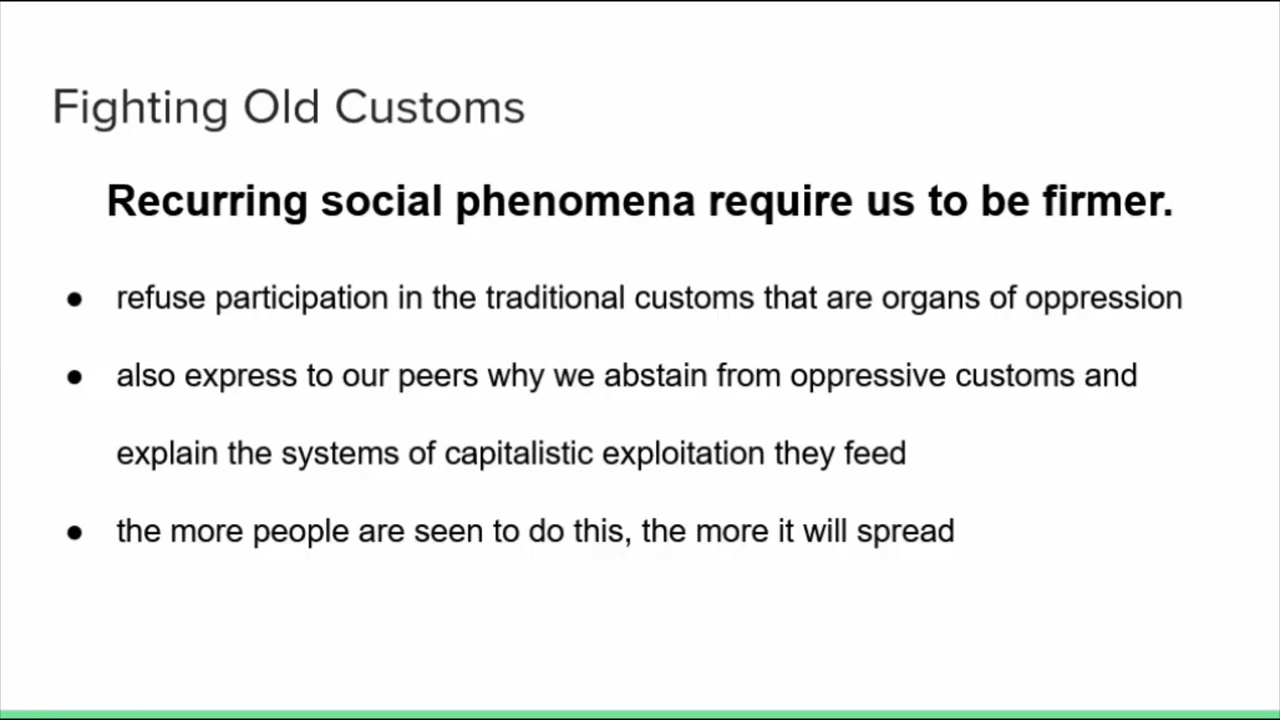 Fighting Old Customs
Recurring social phenomena require us to be firmer.
● refuse participation in the traditional customs that are organs of oppression
● also express to our peers why we abstain from oppressive customs and
explain the systems of capitalistic exploitation they feed
● the more people are seen to do this, the more it will spread